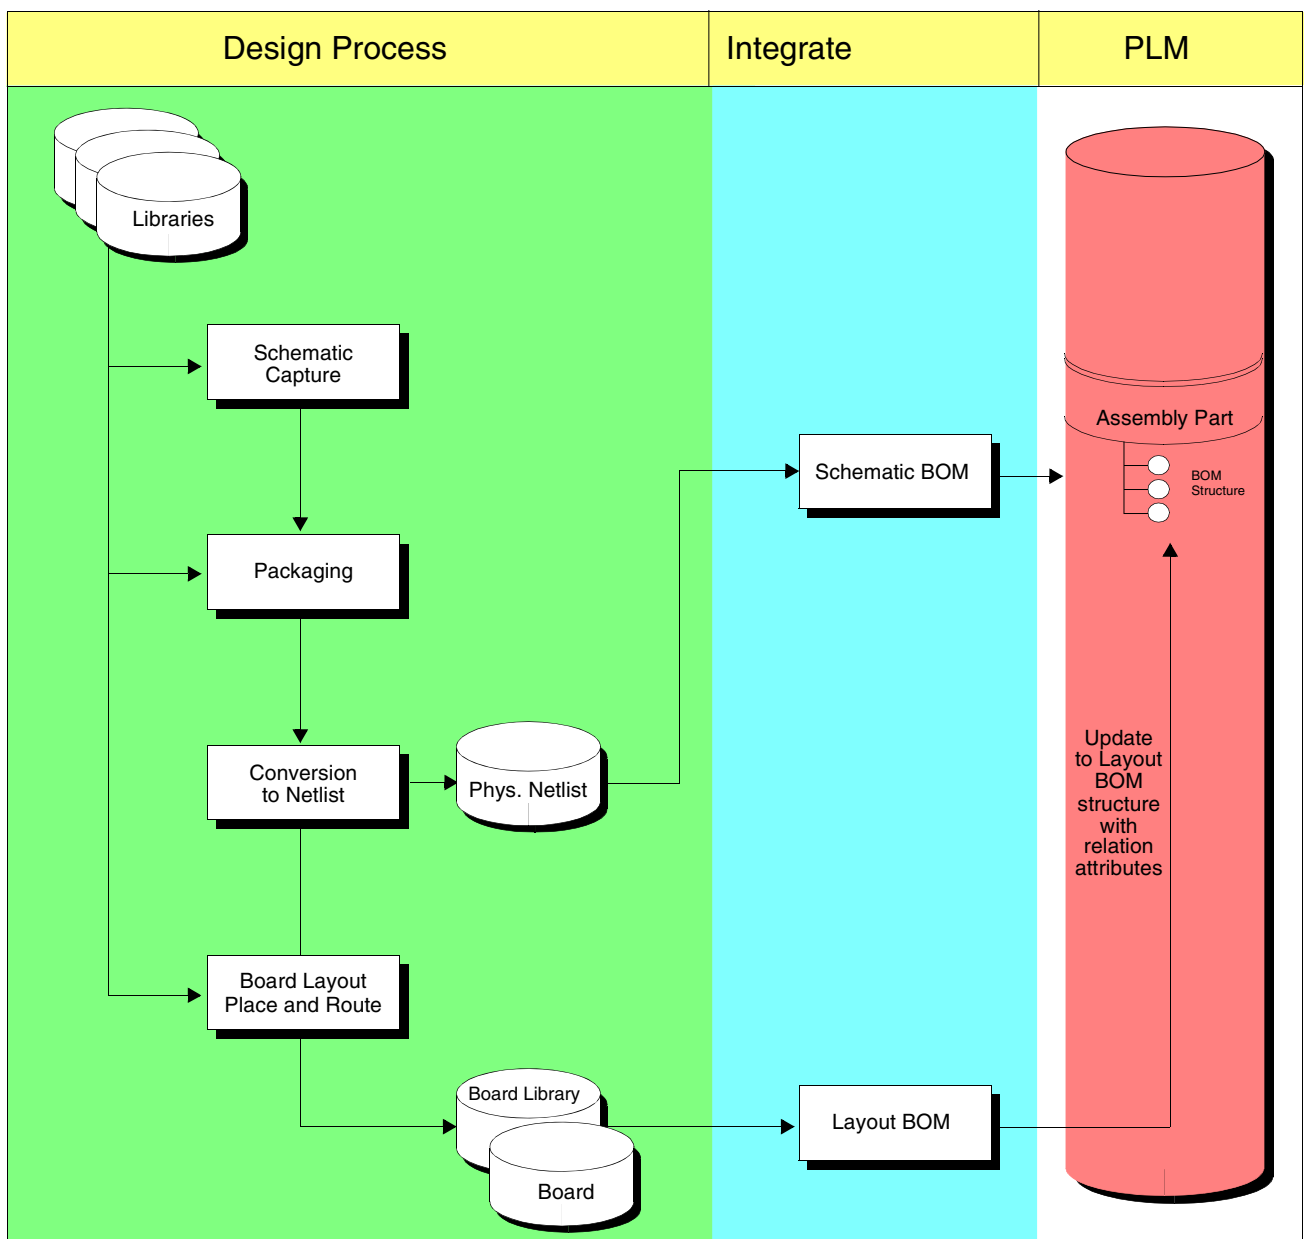 Design Process
Integrate
PLM
Libraries
Schematic
Capture
Assembly Part
Schematic BOM
BOM
Structure
Packaging
Conversion
to Netlist
Phys. Netlist
Update
to Layout
BOM
structure
with
relation
attributes
Board Layout
Place and Route
Board Library
Layout BOM
Board